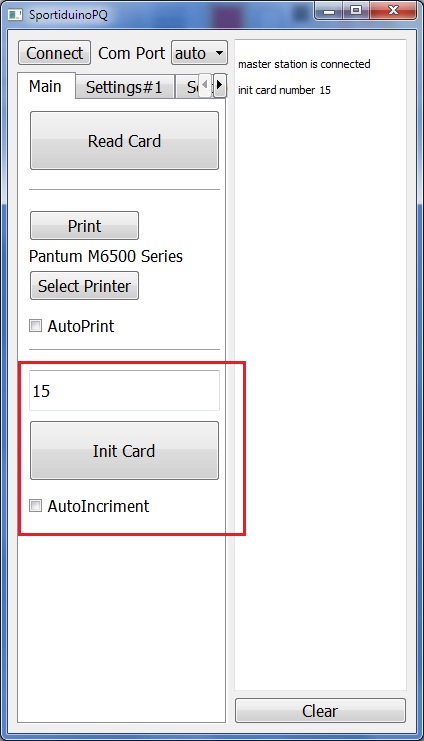 SportiduinoPQ
Connect Com Port auto
Main Settings#1
Read Card
Print
Pantum M6500 Series
Select Printer
AutoPrint
15
Init Card
AutoIncriment
master station is connected
init card number 15
Clear